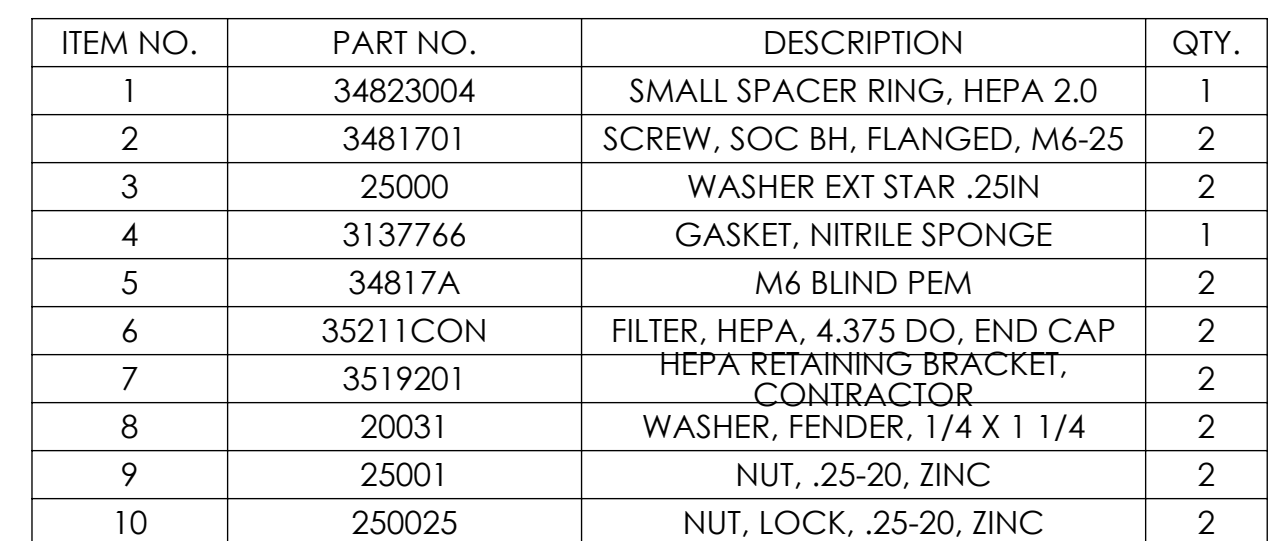 ITEM NO. PART NO. DESCRIPTION QTY.
1 34823004 SMALL SPACER RING, HEPA 2.0 1
2 3481701 SCREW, SOC BH, FLANGED, M6-25 2
3 25000 WASHER EXT STAR .25IN 2
4 3137766 GASKET, NITRILE SPONGE 1
5 34817A M6 BLIND PEM 2
6 35211CON FILTER, HEPA, 4.375 DO, END CAP 2
7 3519201 HEPA RETAINING BRACKET, 2
CONTRACTOR
8 20031 WASHER, FENDER, 1/4 X 1 1/4 2
9 25001 NUT, .25-20, ZINC 2
10 250025 NUT, LOCK, .25-20, ZINC 2